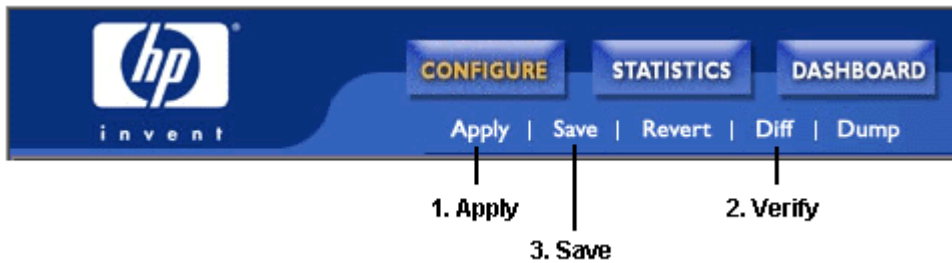 hp
invent
CONFIGURE STATISTICS DASHBOARD
Apply | Save | Revert | Diff | Dump
1. Apply 2. Verify
3. Save